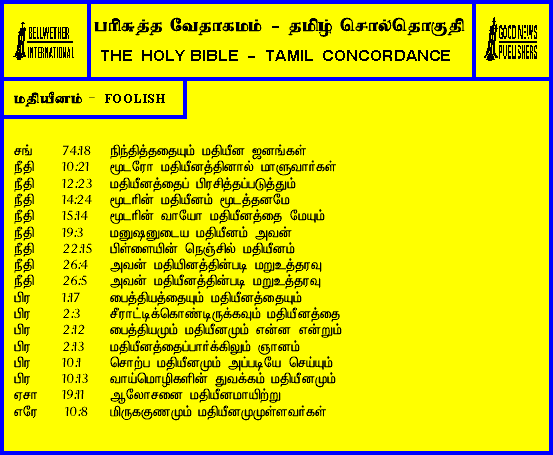 BELLWETHER
INTERNATIONAL
பரிசுத்த வேதாகமம் - தமிழ் சொல்தொகுதி
THE HOLY BIBLE - TAMIL CONCORDANCE
GOOD NEWS
PUBLISHERS
மதியீனம் - FOOLISH
சங் 74:18 நிந்தித்ததையும் மதியீன ஜனங்கள்
நீதி 10:21 மூடரோ மதியீனத்தினால் மாளுவார்கள்
நீதி 12:23 மதியீனத்தைப் பிரசித்தப்படுத்தும்
நீதி 14:24 மூடரின் மதியீனம் மூடத்தனமே
நீதி 15:14 மூடரின் வாயோ மதியீனத்தை மேயும்
நீதி 19:3 மனுஷனுடைய மதியீனம் அவன்
நீதி 22:15 பிள்ளையின் நெஞ்சில் மதியீனம்
நீதி 26:4 அவன் மதியினத்தின்படி மறுஉத்தரவு
நீதி 26:5 அவன் மதியீனத்தின்படி மறுஉத்தரவு
பிர 1:17 பைத்தியத்தையும் மதியீனத்தையும்
பிர 2:3 சீராட்டிக்கொண்டிருக்கவும் மதியீனத்தை
பிர 2:12 பைத்தியமும் மதியீனமும் என்ன என்றும்
பிர 2:13 மதியீனத்தைப்பார்க்கிலும் ஞானம்
பிர 10:1 சொற்ப மதியீனமும் அப்படியே செய்யும்
பிர 10:13 வாய்மொழிகளின் துவக்கம் மதியீனமும்
ஏசா 19:11 ஆலோசனை மதியீனமாயிற்று
எரே 10:8 மிருககுணமும் மதியீனமுமுள்ளவர்கள்